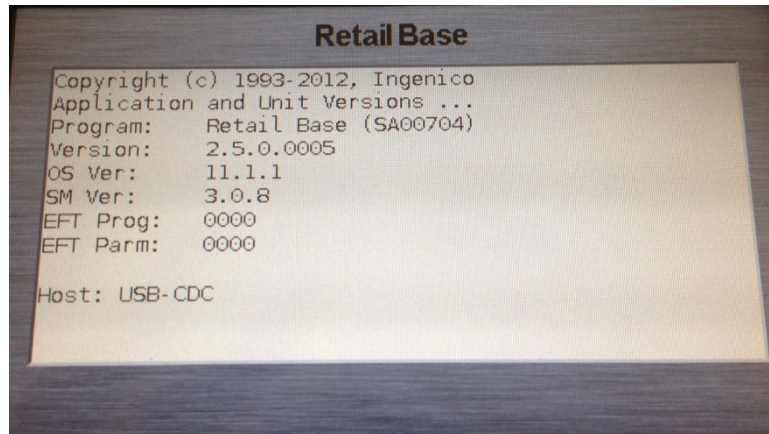 Retail Base
Copyright (c) 1993-2012, Ingenico
Application and Unit Versions ...
Program: Retail Base (SA00704)
Version: 2.5.0.0005
OS Ver: 11.1.1
SM Ver: 3.0.8
EFT Prog: 0000
EFT Parm: 0000
Host: USB-CDC